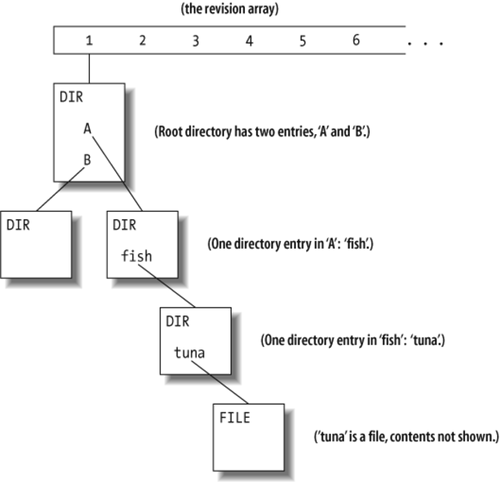 (the revision array)
1 2 3 4 5 6 . . .
DIR
A
(Root directory has two entries, ‘A’ and ‘B’.)
B
DIR
DIR
fish
(One directory entry in ‘A’: ‘fish’.)
DIR
tuna
(One directory entry in ‘fish’: ‘tuna’.)
FILE
(‘tuna’ is a file, contents not shown.)